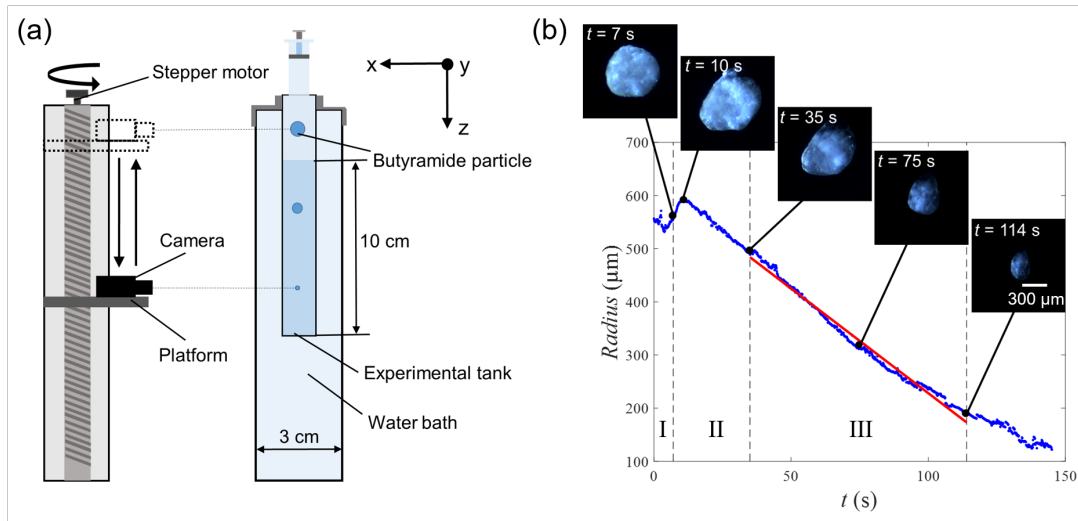 (a)
Stepper motor
x
y
z
Butyramide particle
10 cm
Camera
Platform
Experimental tank
Water bath
3 cm
(b)
t = 7 s
t = 10 s
t = 35 s
t = 75 s
t = 114 s
300 μm
700
600
500
400
300
200
100
Radius (μm)
I
II
III
0
50
100
150
t (s)